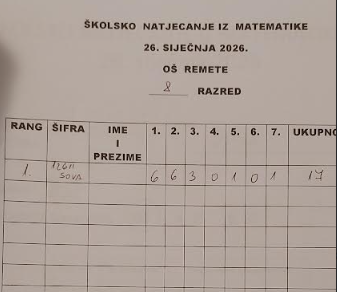 ŠKOLSKO NATJECANJE IZ MATEMATIKE
26. SIJEČNJA 2026.
OŠ REMETE
8 RAZRED
RANG ŠIFRA IME I PREZIME 1. 2. 3. 4. 5. 6. 7. UKUPNO
1. SOVA 6 6 3 0 1 0 1 17